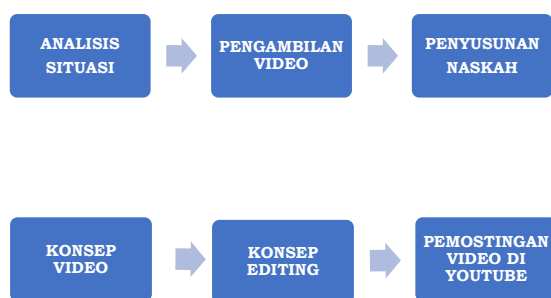 ANALISIS
SITUASI
PENGAMBILAN
VIDEO
PENYUSUNAN
NASKAH
KONSEP
VIDEO
KONSEP
EDITING
PEMOSTINGAN
VIDEO DI
YOUTUBE